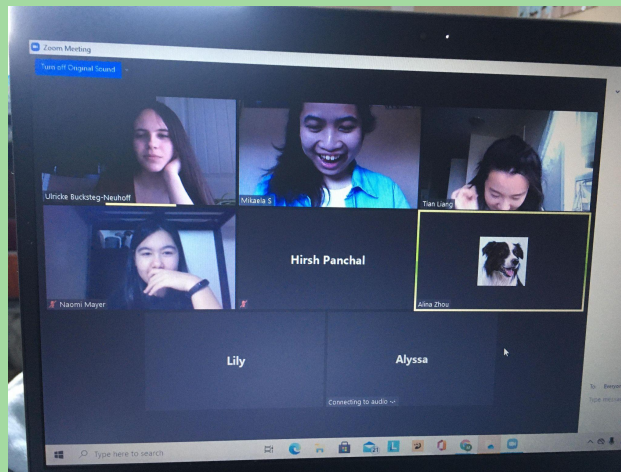 Zoom Meeting
Turn off Original Sound
Ulricke Bucksteg-Neuhoff
Mikaela S
Tian Liang
Naomi Mayer
Hirsh Panchal
Alina Zhou
Lily
Alyssa
Connecting to audio
To
Type here to search